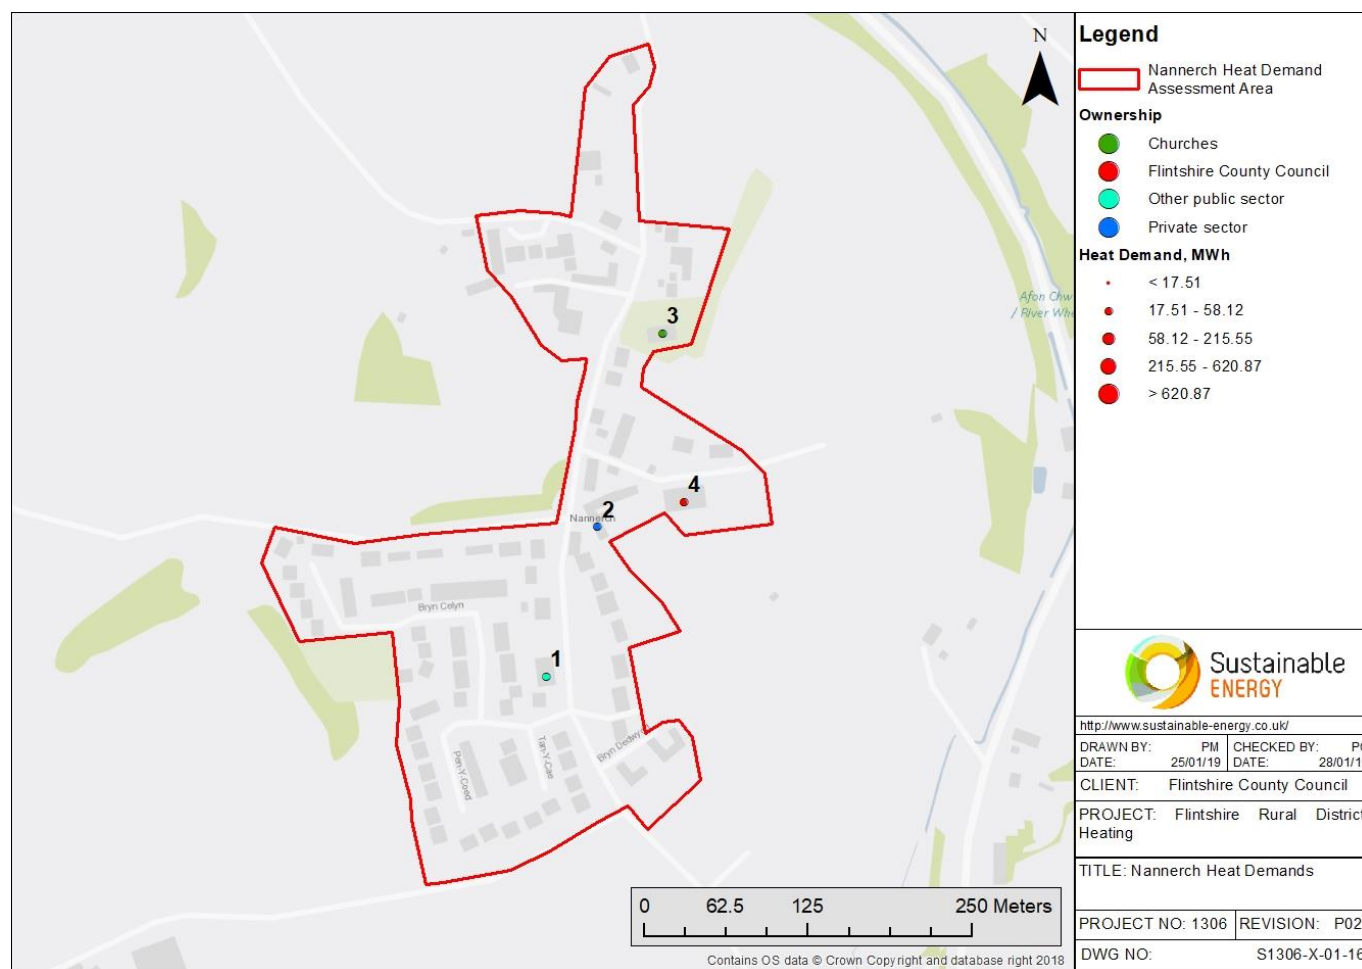 N
3
Afon Chw
/ River Whe
4
Nannerch
2
Bryn Celyn
1
Bryn Dedwydd
Tan-Y-Cae
Pen-Y-Coed
0 62.5 125 250 Meters
Contains OS data © Crown Copyright and database right 2018
Legend
Nannerch Heat Demand
Assessment Area
Ownership
Churches
Flintshire County Council
Other public sector
Private sector
Heat Demand, MWh
< 17.51
17.51 - 58.12
58.12 - 215.55
215.55 - 620.87
> 620.87
Sustainable
ENERGY
http://www.sustainable-energy.co.uk/
DRAWN BY: PM CHECKED BY:
DATE: 25/01/19 DATE: 28/01/1
CLIENT: Flintshire County Council
PROJECT: Flintshire Rural District
Heating
TITLE: Nannerch Heat Demands
PROJECT NO: 1306 REVISION: P02
DWG NO: S1306-X-01-16